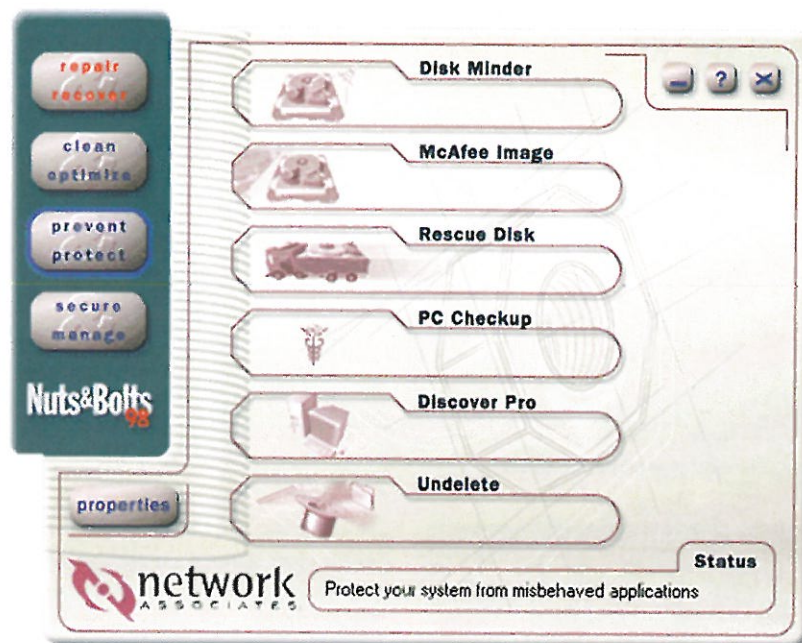 repair
recover
clean
optimize
prevent
protect
secure
manage
Nuts&Bolts
98
properties
Disk Minder
McAfee Image
Rescue Disk
PC Checkup
Discover Pro
Undelete
?
Status
Protect your system from misbehaved applications
network
ASSOCIATES